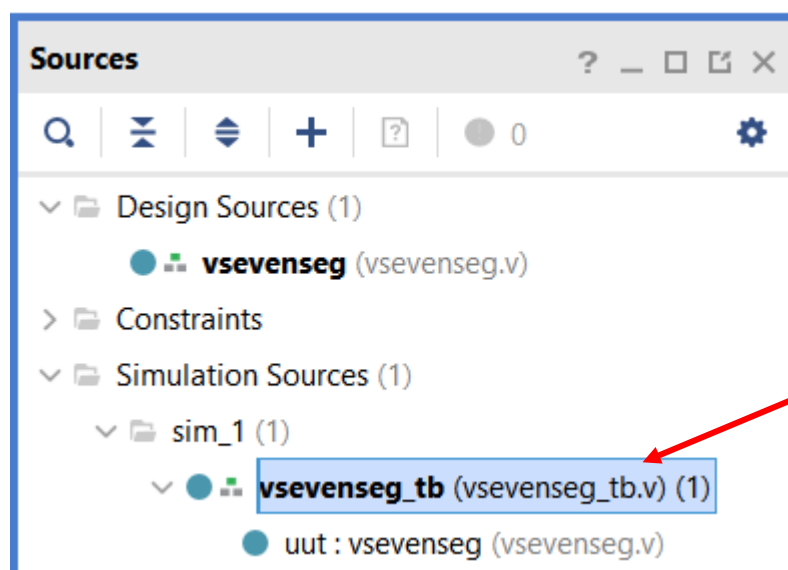 Sources
0
Design Sources (1)
vsevenseg (vsevenseg.v)
Constraints
Simulation Sources (1)
sim_1 (1)
vsevenseg_tb (vsevenseg_tb.v) (1)
uut : vsevenseg (vsevenseg.v)